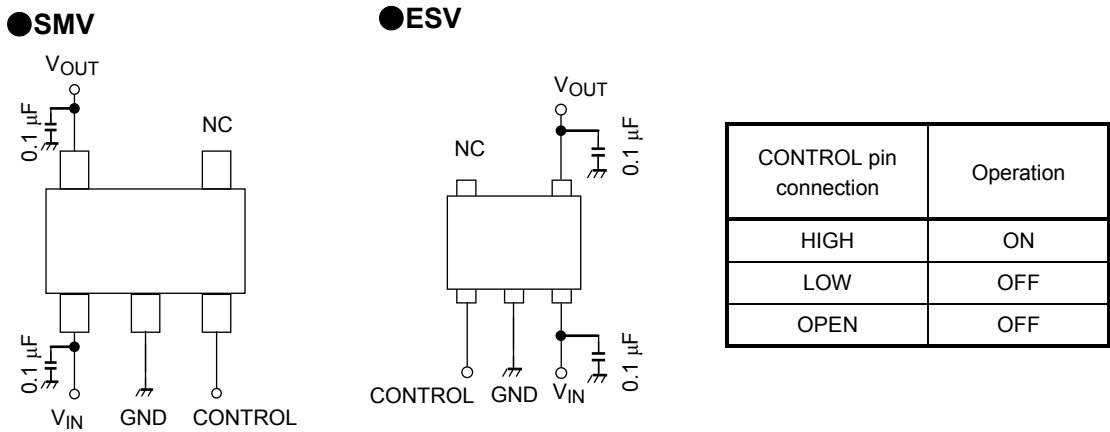 ●SMV
VOUT
0.1 μF
NC
0.1 μF
VIN GND CONTROL
●ESV
VOUT
NC
0.1 μF
0.1 μF
CONTROL GND VIN
CONTROL pin
connection
Operation
HIGH ON
LOW OFF
OPEN OFF